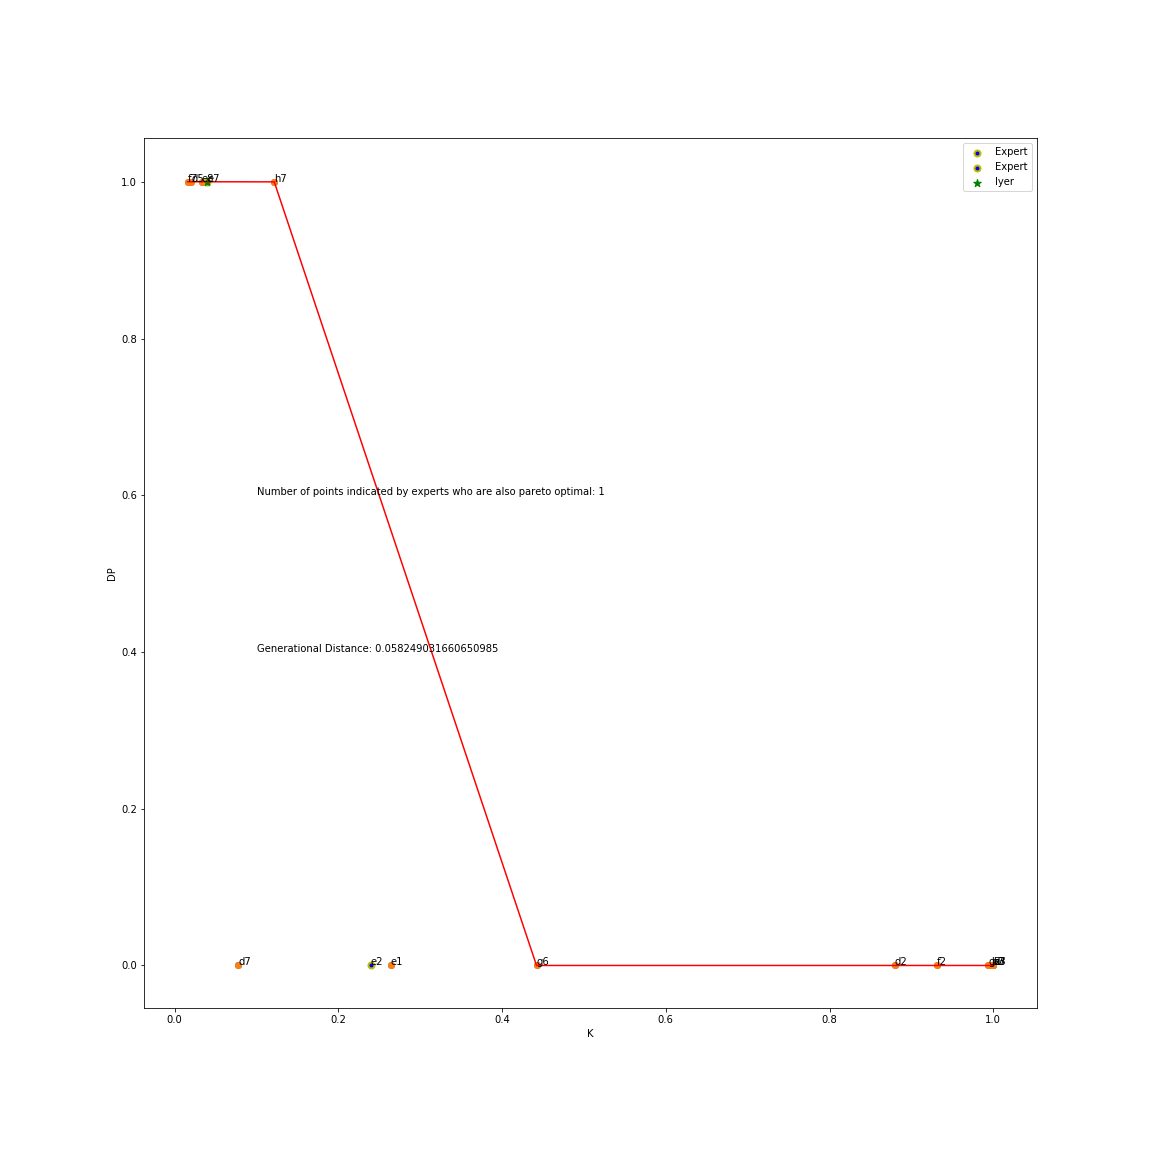 Expert
Expert
Iyer
1.0
h7
0.8
Number of points indicated by experts who are also pareto optimal: 1
0.6
DP
Generational Distance: 0.058249031660650985
0.4
0.2
0.0
d7
e2
e1
g6
d2
f2
0.0
0.2
0.4
0.6
0.8
1.0
K